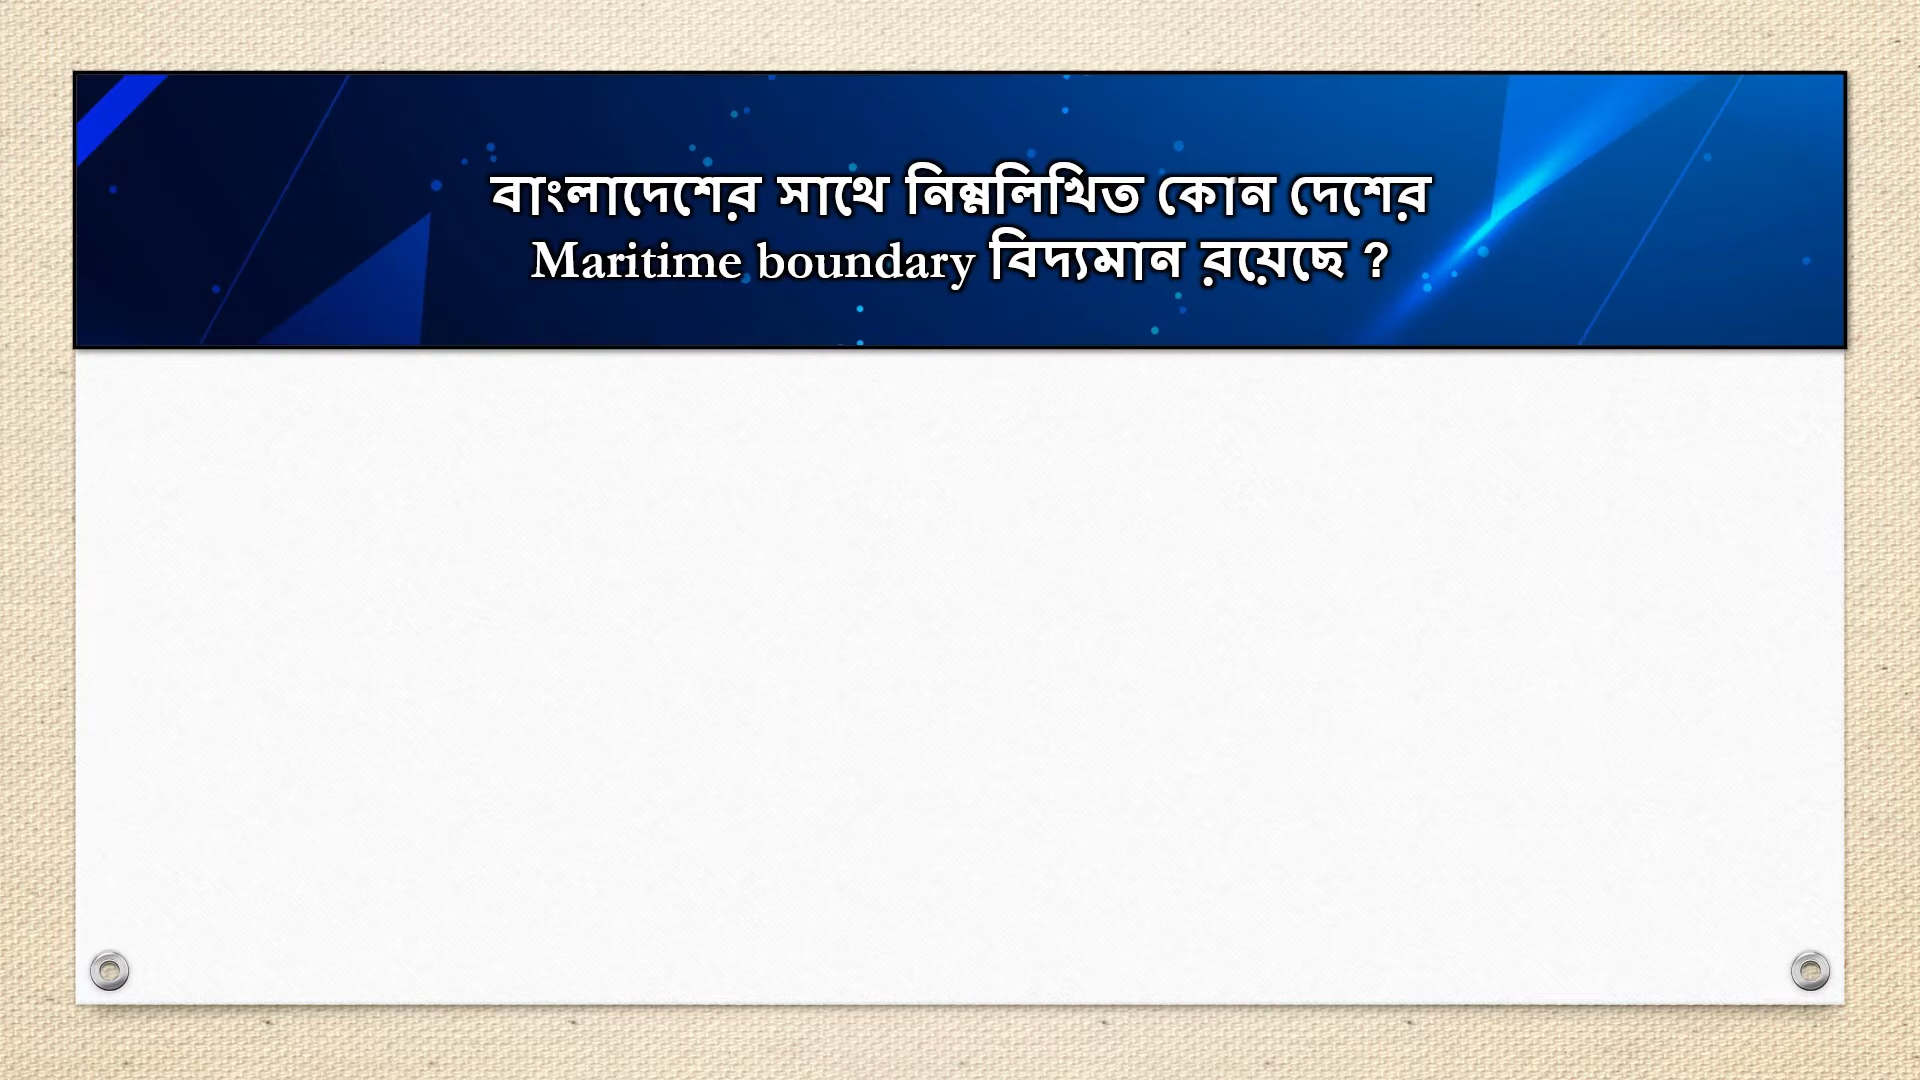 বাংলাদেশের সাথে নিম্নলিখিত কোন দেশের
Maritime boundary বিদ্যমান রয়েছে ?